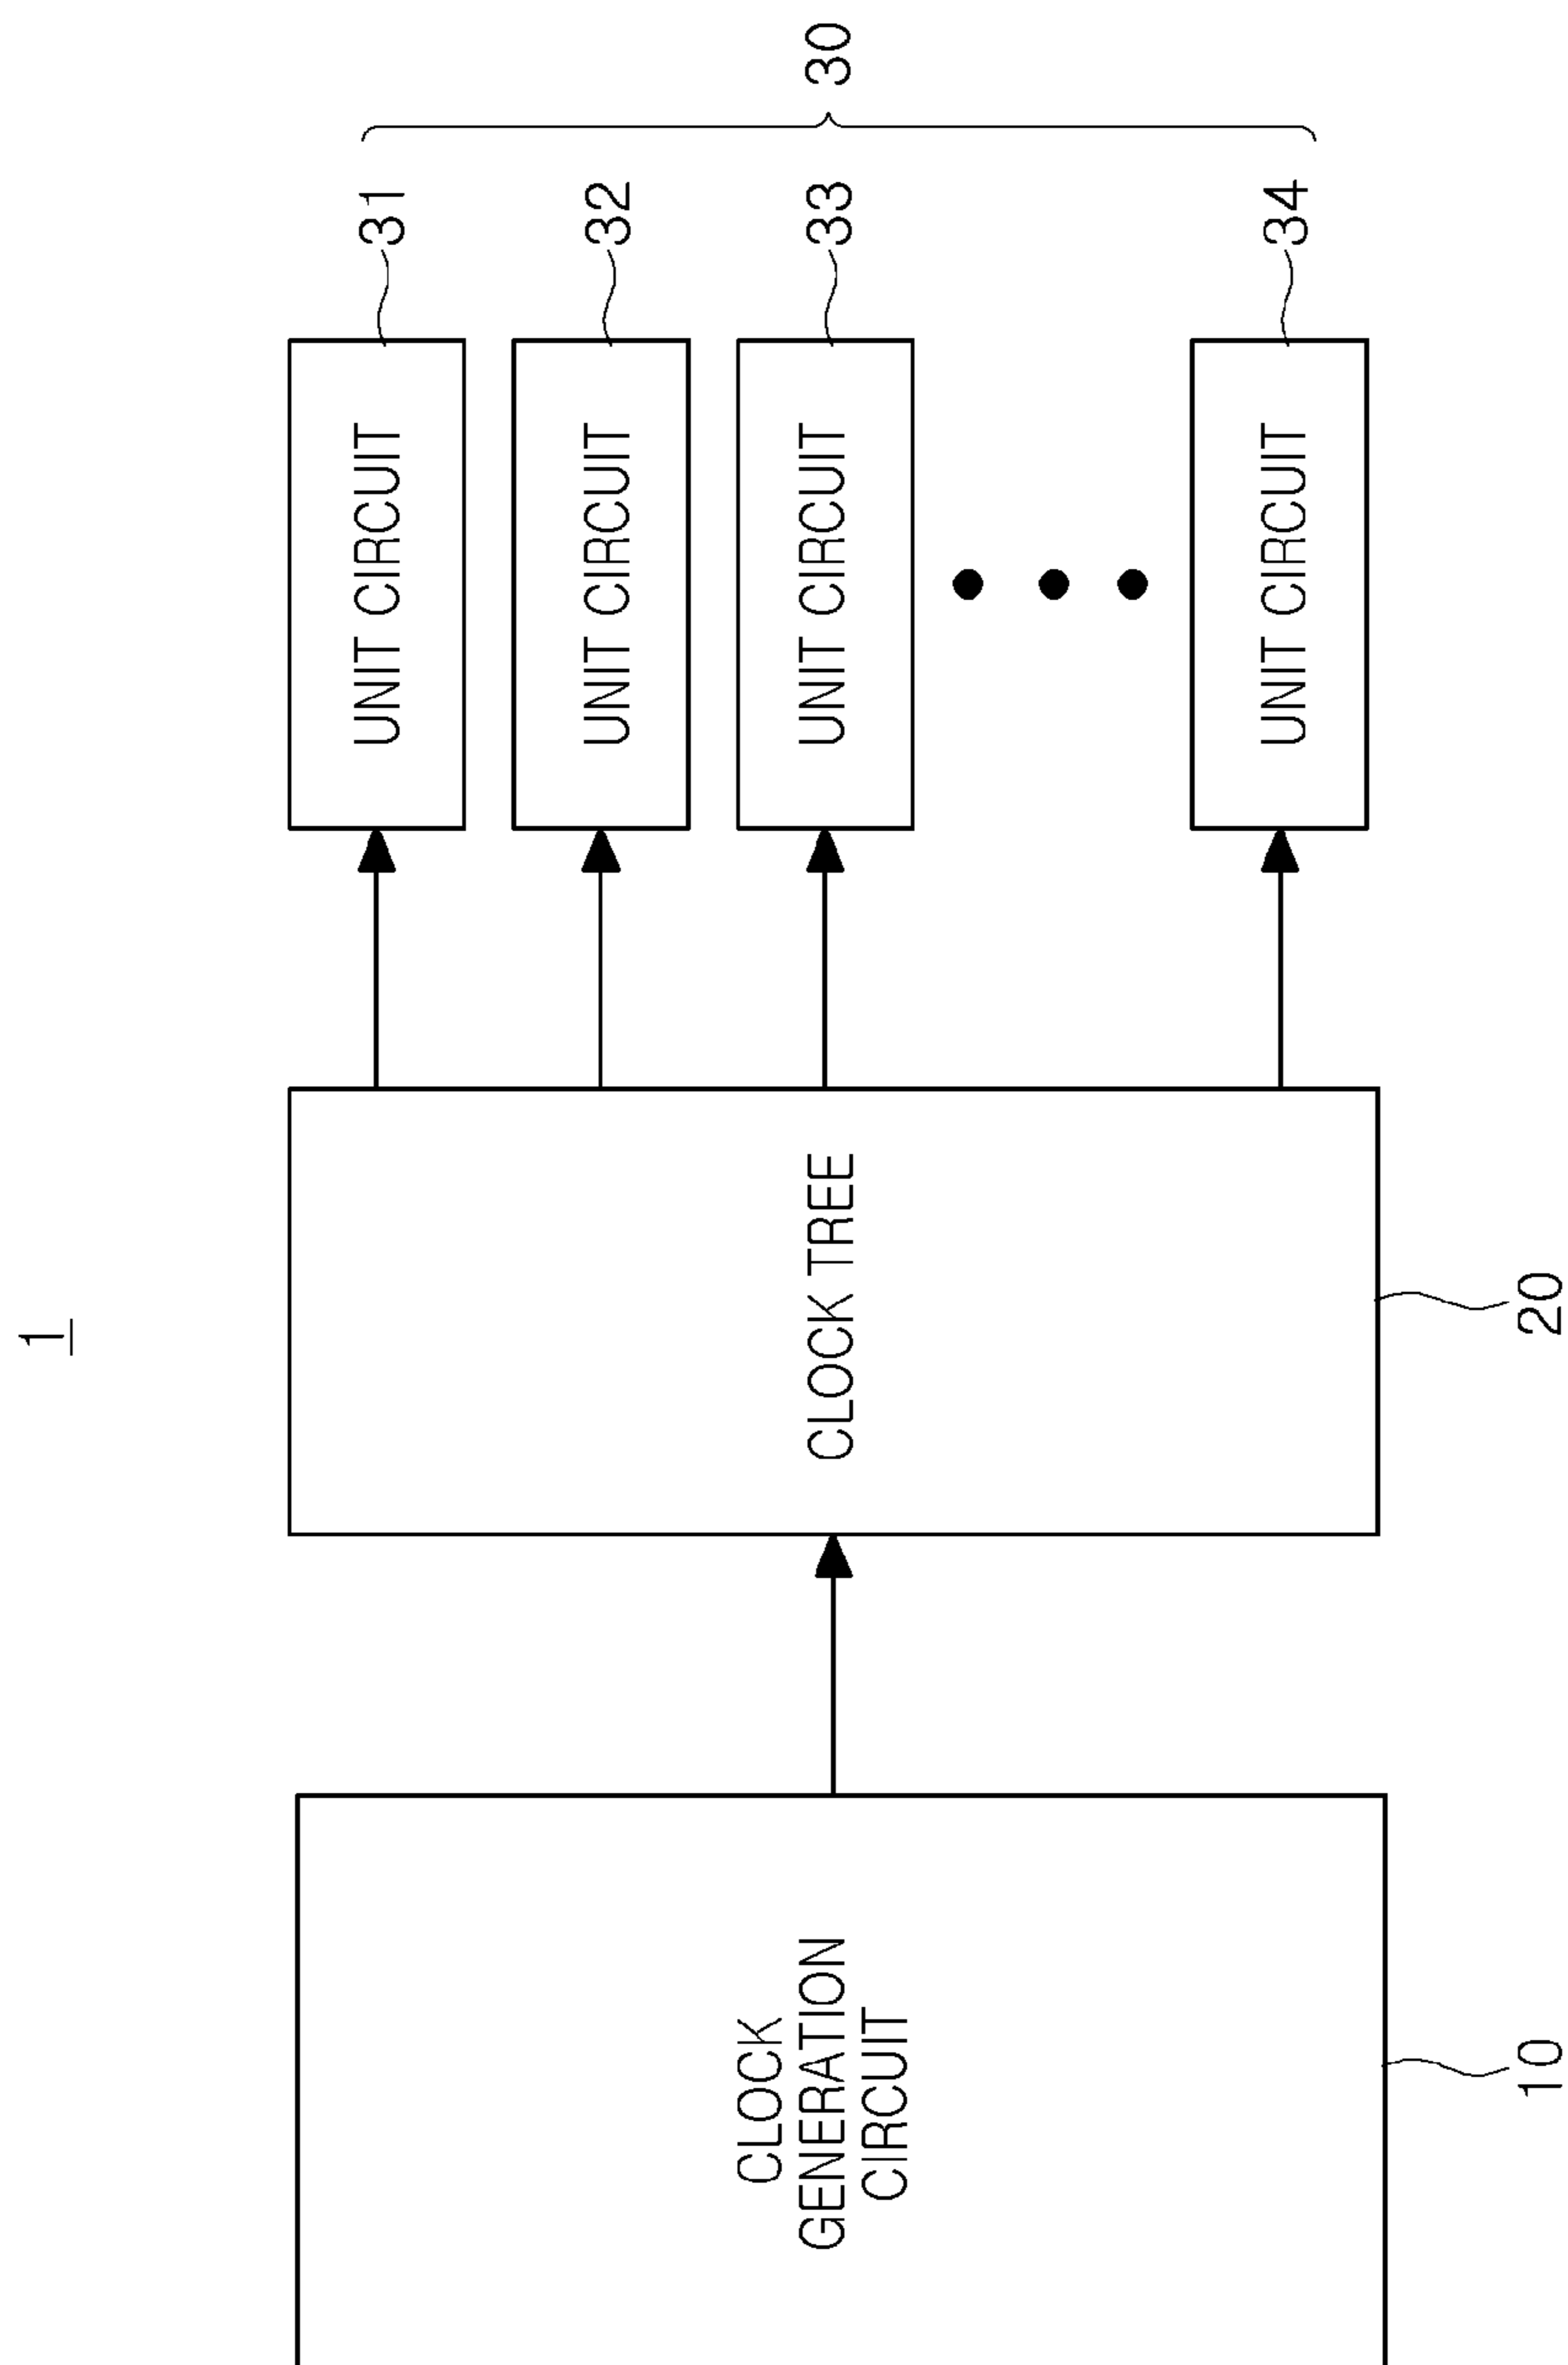 1
CLOCK
GENERATION
CIRCUIT
10
CLOCK TREE
20
UNIT CIRCUIT
31
UNIT CIRCUIT
32
UNIT CIRCUIT
33
UNIT CIRCUIT
34
30